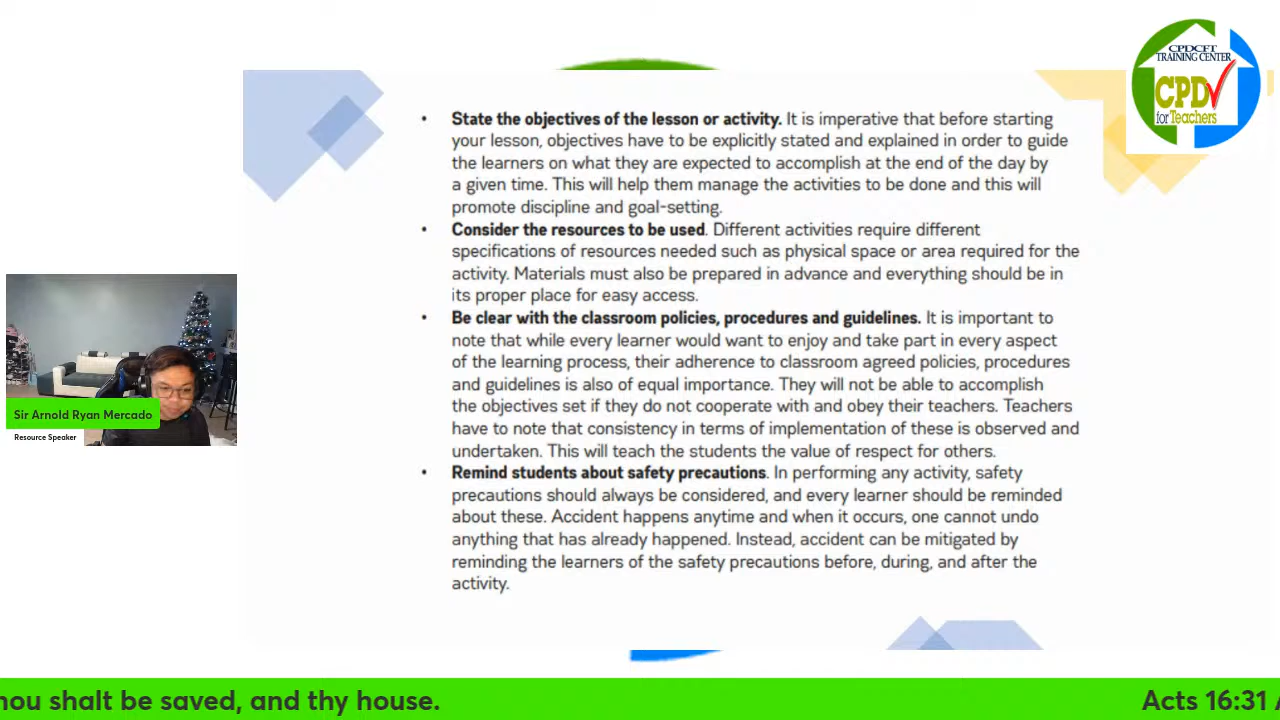 CPDCFT
TRAINING CENTER
CPD
for Teachers
• State the objectives of the lesson or activity. It is imperative that before starting
your lesson, objectives have to be explicitly stated and explained in order to guide
the learners on what they are expected to accomplish at the end of the day by
a given time. This will help them manage the activities to be done and this will
promote discipline and goal-setting.
• Consider the resources to be used. Different activities require different
specifications of resources needed such as physical space or area required for the
activity. Materials must also be prepared in advance and everything should be in
its proper place for easy access.
• Be clear with the classroom policies, procedures and guidelines. It is important to
note that while every learner would want to enjoy and take part in every aspect
of the learning process, their adherence to classroom agreed policies, procedures
and guidelines is also of equal importance. They will not be able to accomplish
the objectives set if they do not cooperate with and obey their teachers. Teachers
have to note that consistency in terms of implementation of these is observed and
undertaken. This will teach the students the value of respect for others.
• Remind students about safety precautions. In performing any activity, safety
precautions should always be considered, and every learner should be reminded
about these. Accident happens anytime and when it occurs, one cannot undo
anything that has already happened. Instead, accident can be mitigated by
reminding the learners of the safety precautions before, during, and after the
activity.
Sir Arnold Ryan Mercado
Resource Speaker
hou shalt be saved, and thy house. Acts 16:31 A